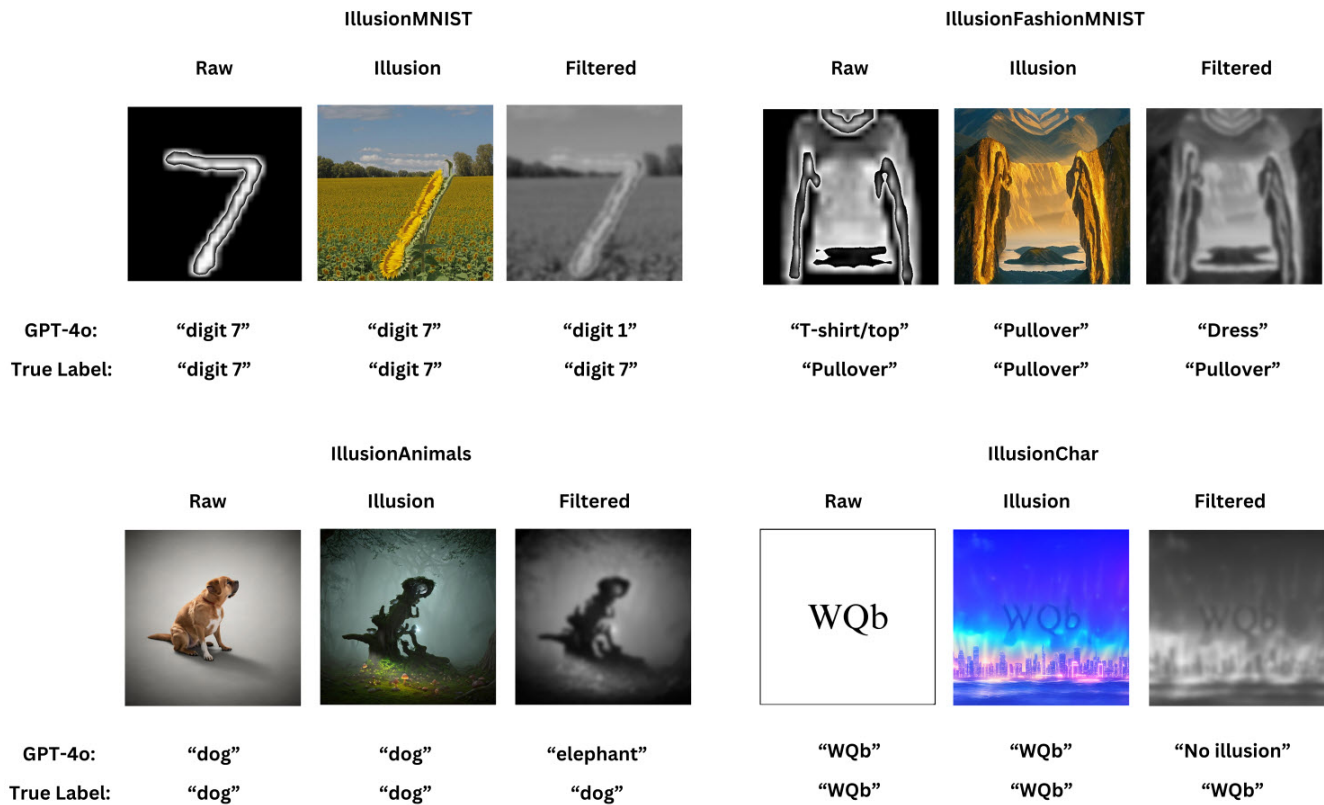 IllusionMNIST
Raw Illusion Filtered
GPT-4o: “digit 7” “digit 7” “digit 1”
True Label: “digit 7” “digit 7” “digit 7”
IllusionFashionMNIST
Raw Illusion Filtered
“T-shirt/top” “Pullover” “Dress”
“Pullover” “Pullover” “Pullover”
IllusionAnimals
Raw Illusion Filtered
GPT-4o: “dog” “dog” “elephant”
True Label: “dog” “dog” “dog”
IllusionChar
Raw Illusion Filtered
WQb WQb WQb
“WQb” “WQb” “No illusion”
“WQb” “WQb” “WQb”